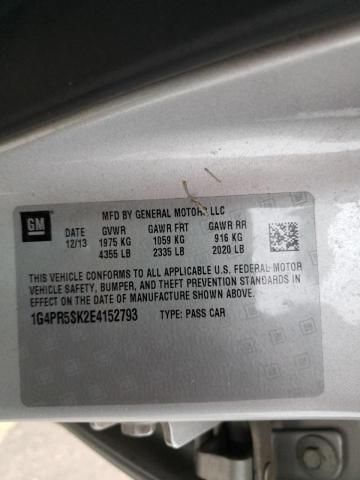 GM
MFD BY GENERAL MOTORS LLC
DATE GVWR GAWR FRT GAWR RR
12/13 1975 KG 1059 KG 916 KG
4355 LB 2335 LB 2020 LB
THIS VEHICLE CONFORMS TO ALL APPLICABLE U.S. FEDERAL MOTOR
VEHICLE SAFETY, BUMPER, AND THEFT PREVENTION STANDARDS
IN EFFECT ON THE DATE OF MANUFACTURE SHOWN ABOVE.
1G4PR5SK2E4152793 TYPE: PASS CAR